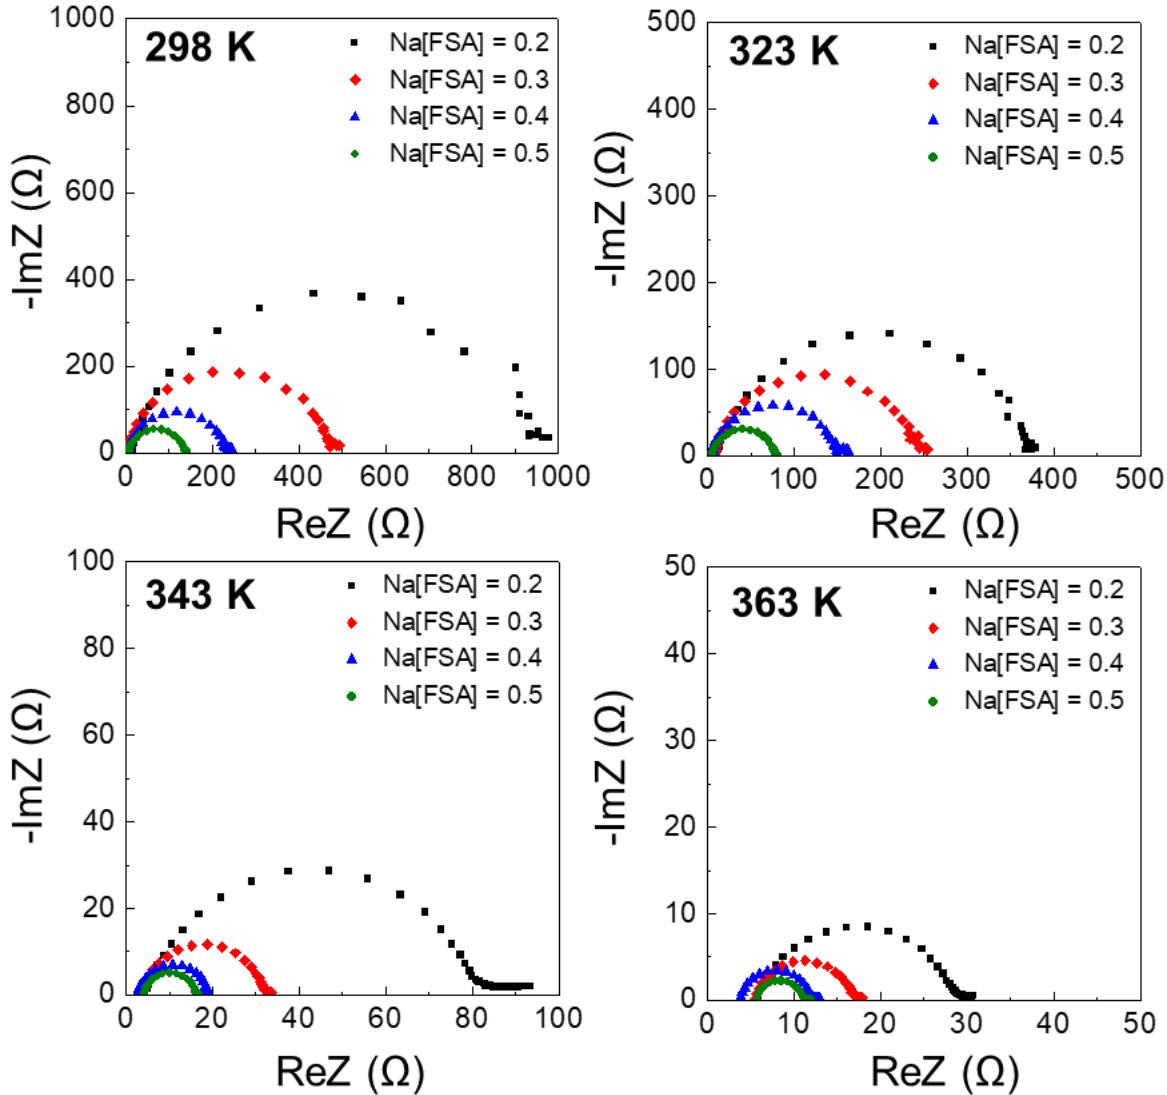 298 K
Na[FSA] = 0.2
Na[FSA] = 0.3
Na[FSA] = 0.4
Na[FSA] = 0.5
1000
800
600
400
200
0
-ImZ (Ω)
0 200 400 600 800 1000
ReZ (Ω)
323 K
Na[FSA] = 0.2
Na[FSA] = 0.3
Na[FSA] = 0.4
Na[FSA] = 0.5
500
400
300
200
100
0
-ImZ (Ω)
0 100 200 300 400 500
ReZ (Ω)
343 K
Na[FSA] = 0.2
Na[FSA] = 0.3
Na[FSA] = 0.4
Na[FSA] = 0.5
100
80
60
40
20
0
-ImZ (Ω)
0 20 40 60 80 100
ReZ (Ω)
363 K
Na[FSA] = 0.2
Na[FSA] = 0.3
Na[FSA] = 0.4
Na[FSA] = 0.5
50
40
30
20
10
0
-ImZ (Ω)
0 10 20 30 40 50
ReZ (Ω)